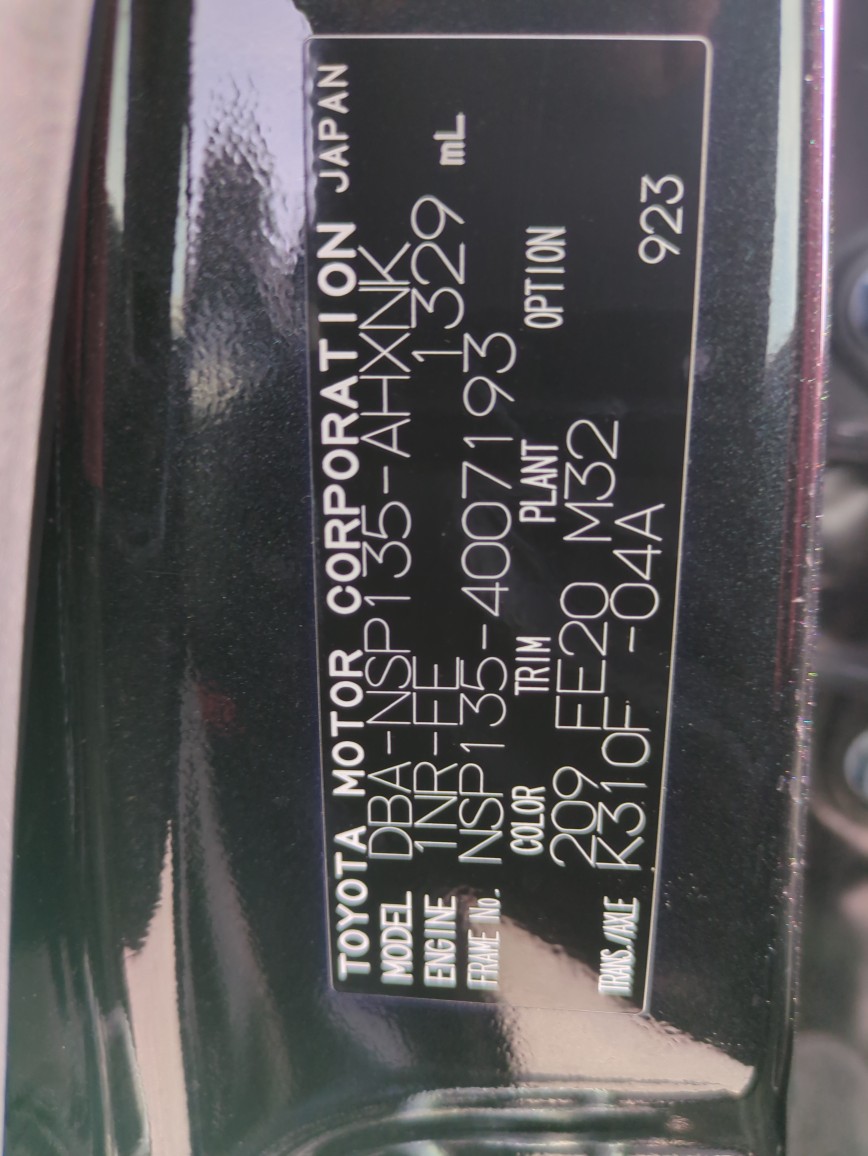 TOYOTA MOTOR CORPORATION JAPAN
MODEL DBA-NSP135-AHXNK
ENGINE 1NR-FE 1329 mL
FRAME No. NSP135-4007193
COLOR TRIM PLANT OPTION
209 FE20 M32
TRANS./AXLE K310F -04A 923